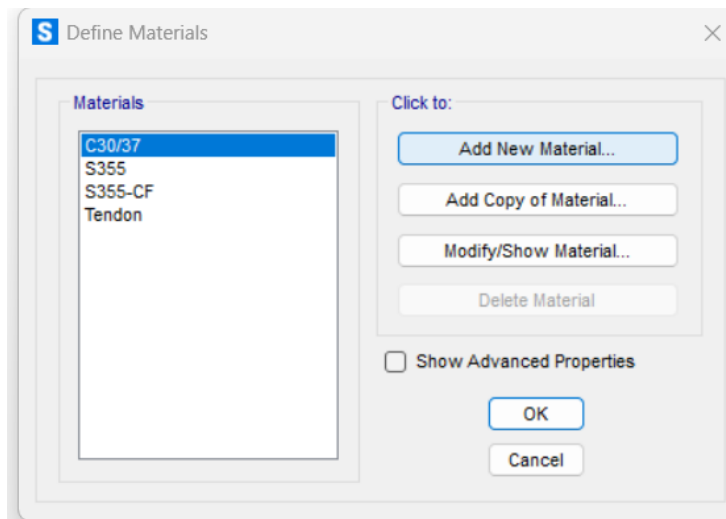 S Define Materials
Materials
C30/37
S355
S355-CF
Tendon
Click to:
Add New Material...
Add Copy of Material...
Modify/Show Material...
Delete Material
Show Advanced Properties
OK
Cancel